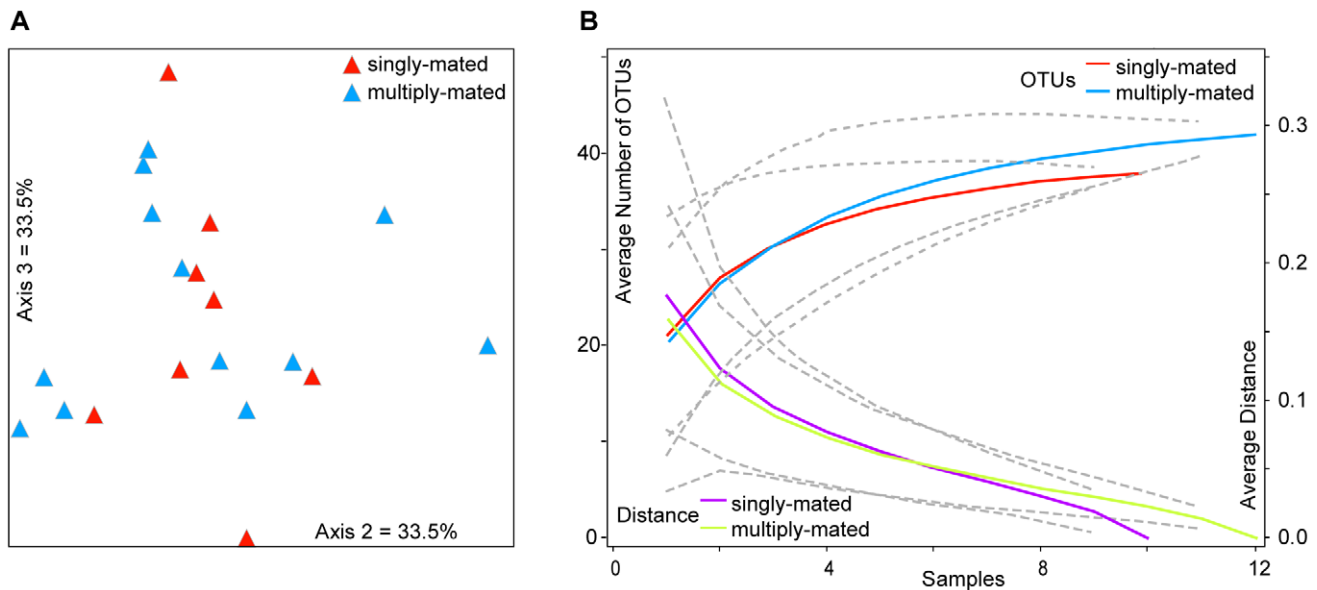 A
singly-mated
multiply-mated
Axis 3 = 33.5%
Axis 2 = 33.5%
B
OTUs
singly-mated
multiply-mated
Average Number of OTUs
40
20
0
0.3
0.2
0.1
0.0
Average Distance
Distance
singly-mated
multiply-mated
0
4
8
12
Samples